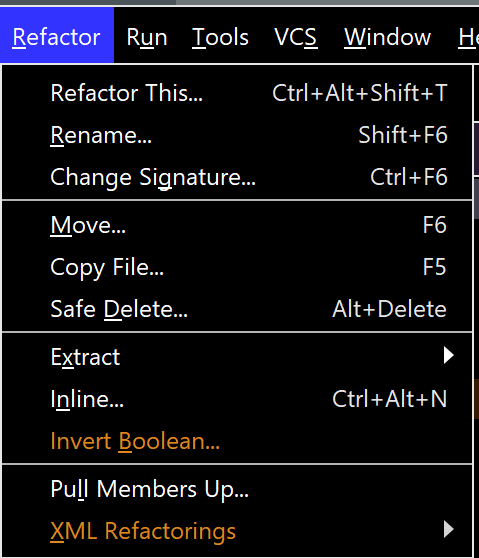 Refactor Run Tools VCS Window He
Refactor This... Ctrl+Alt+Shift+T
Rename... Shift+F6
Change Signature... Ctrl+F6
Move... F6
Copy File... F5
Safe Delete... Alt+Delete
Extract
Inline... Ctrl+Alt+N
Invert Boolean...
Pull Members Up...
XML Refactorings